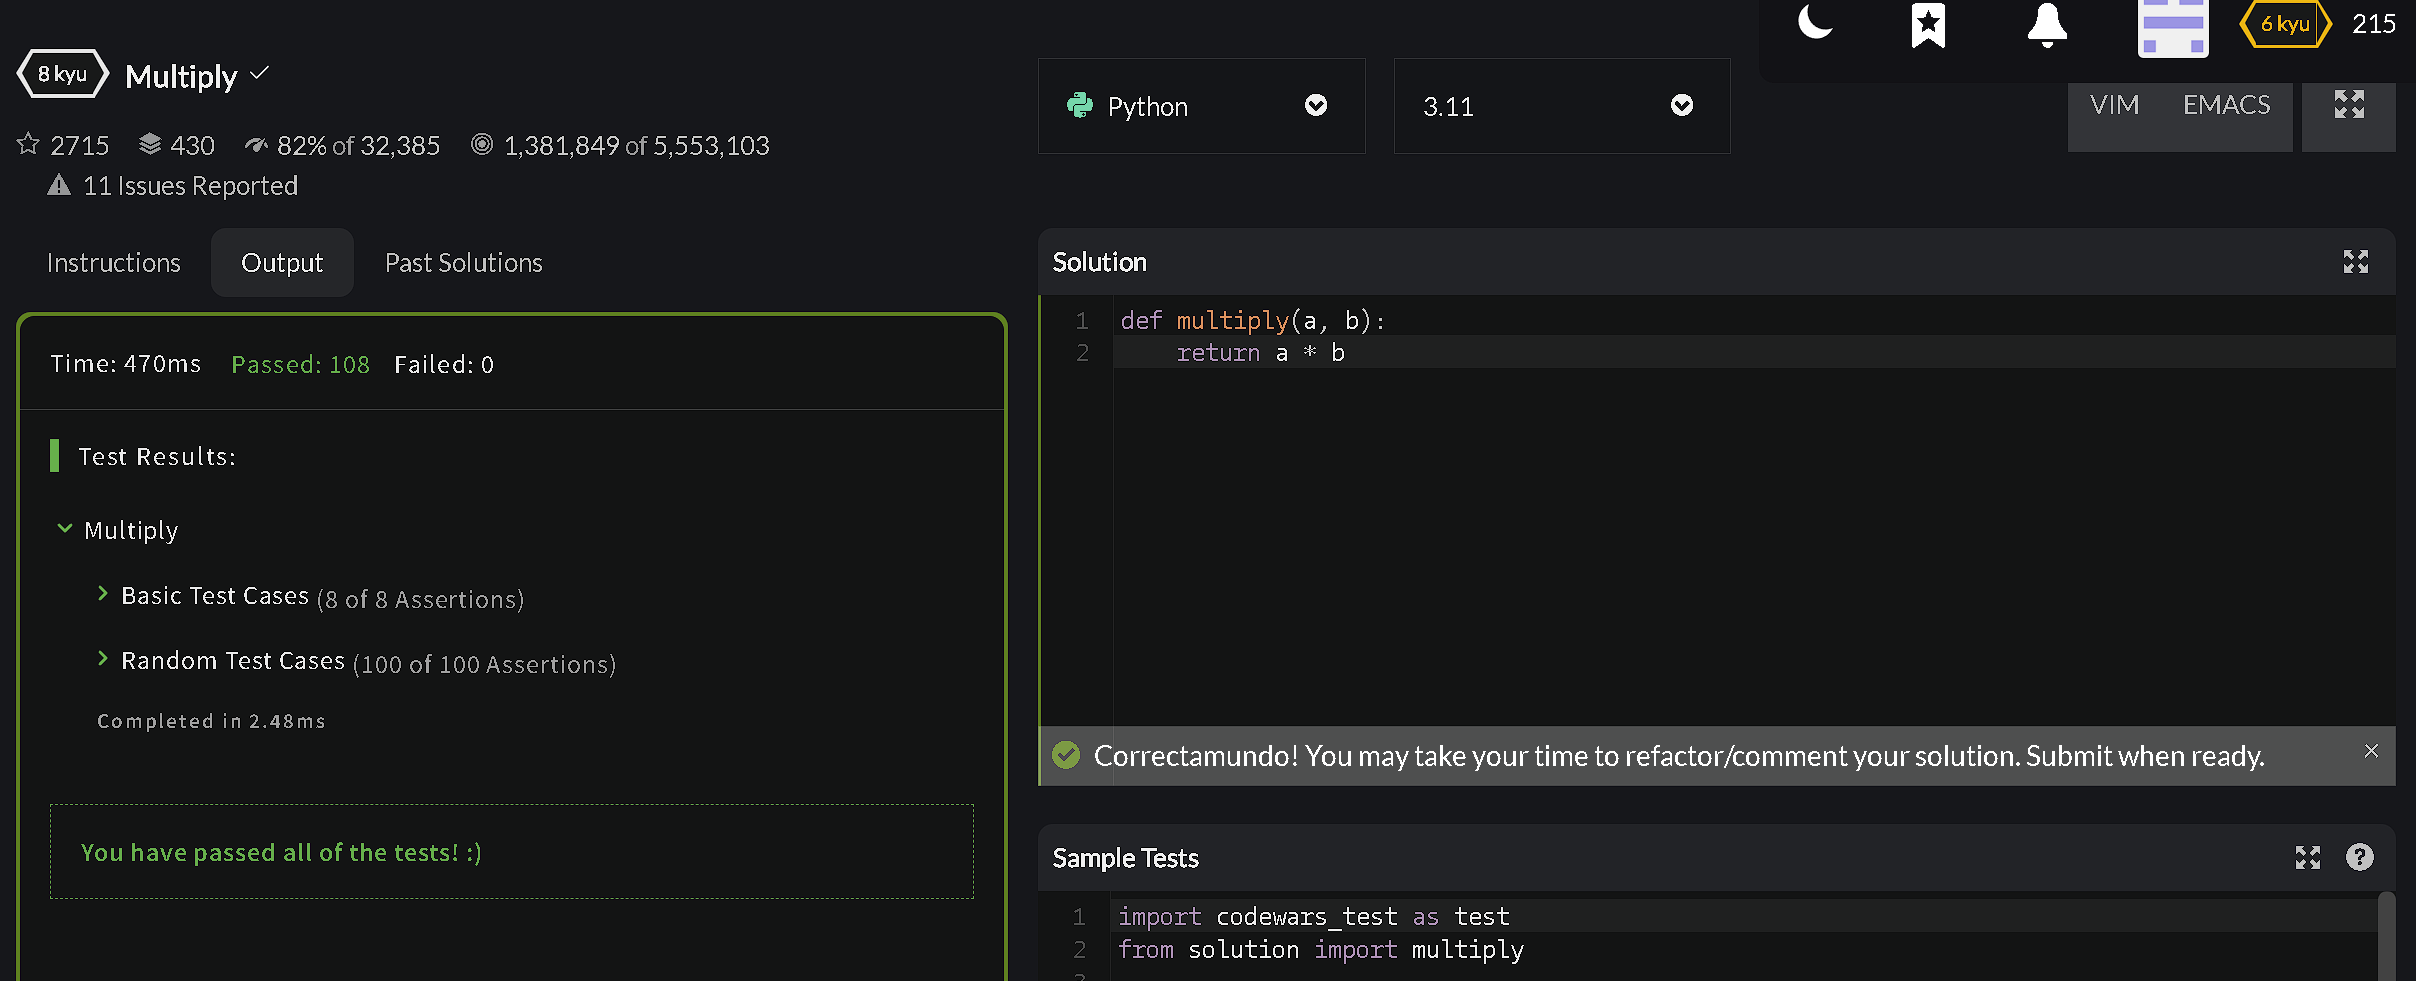 6 kyu 215
8 kyu Multiply
2715 430 82% of 32,385 1,381,849 of 5,553,103
11 Issues Reported
Python 3.11 VIM EMACS
Instructions Output Past Solutions
Time: 470ms Passed: 108 Failed: 0
Test Results:
Multiply
Basic Test Cases (8 of 8 Assertions)
Random Test Cases (100 of 100 Assertions)
Completed in 2.48ms
You have passed all of the tests! :)
Solution
1 def multiply(a, b):
2 return a * b
Correctamundo! You may take your time to refactor/comment your solution. Submit when ready.
Sample Tests
1 import codewars_test as test
2 from solution import multiply